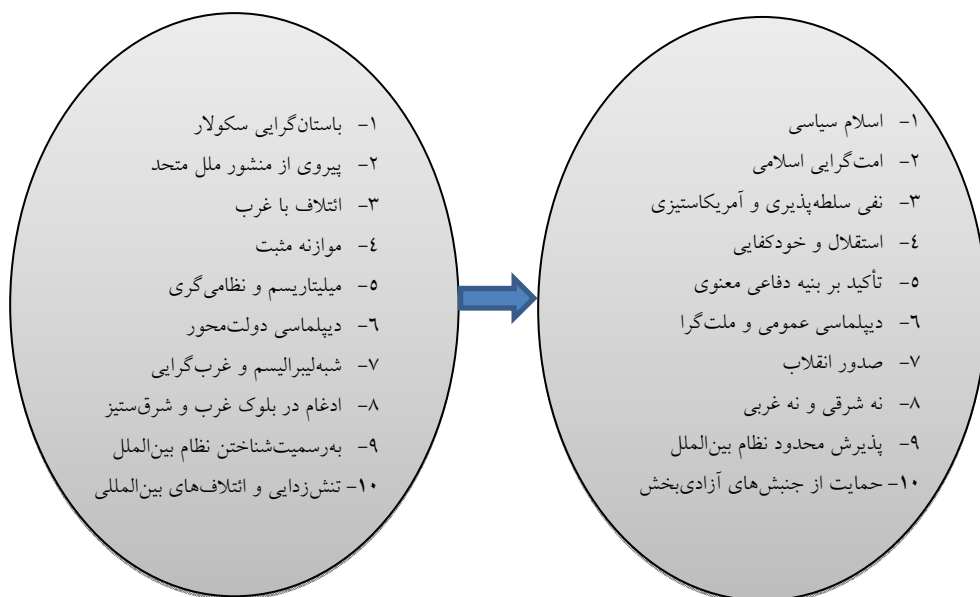 ۱- باستان‌گرایی سکولار
۲- پیروی از منشور ملل متحد
۳- ائتلاف با غرب
٤- موازنه مثبت
٥- میلیتاریسم و نظامی‌گری
٦- دیپلماسی دولت‌محور
۷- شبه‌لیبرالیسم و غرب‌گرایی
۸- ادغام در بلوک غرب و شرق‌ستیز
۹- به‌رسمیت‌شناختن نظام بین‌الملل
۱۰- تنش‌زدایی و ائتلاف‌های بین‌المللی
۱- اسلام سیاسی
۲- امت‌گرایی اسلامی
۳- نفی سلطه‌پذیری و آمریکاستیزی
٤- استقلال و خودکفایی
٥- تأکید بر بنیه دفاعی معنوی
٦- دیپلماسی عمومی و ملت‌گرا
۷- صدور انقلاب
۸- نه شرقی و نه غربی
۹- پذیرش محدود نظام بین‌الملل
۱۰- حمایت از جنبش‌های آزادی‌بخش